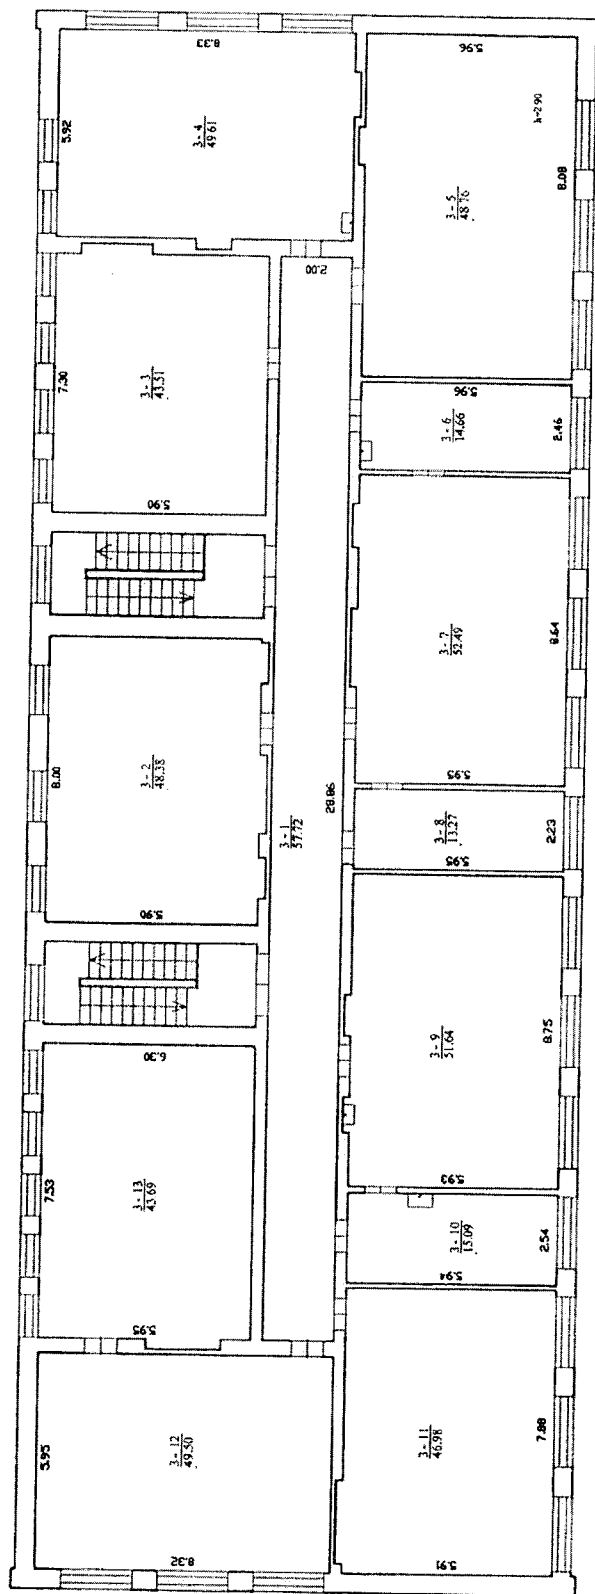 8.33
5.96
5.92
3 - 4
49.61
h=2.90
3 - 5
48.76
8.08
2.00
7.30
3 - 3
43.51
5.90
5.96
3 - 6
14.66
2.46
3 - 7
52.49
8.64
5.95
8.00
3 - 2
48.38
5.90
3 - 1
57.72
28.86
3 - 8
13.27
2.23
5.95
3 - 9
51.64
8.75
5.93
6.30
7.53
3 - 13
43.69
5.95
3 - 10
15.09
2.54
5.94
5.95
3 - 12
49.50
8.32
3 - 11
46.98
7.88
5.91